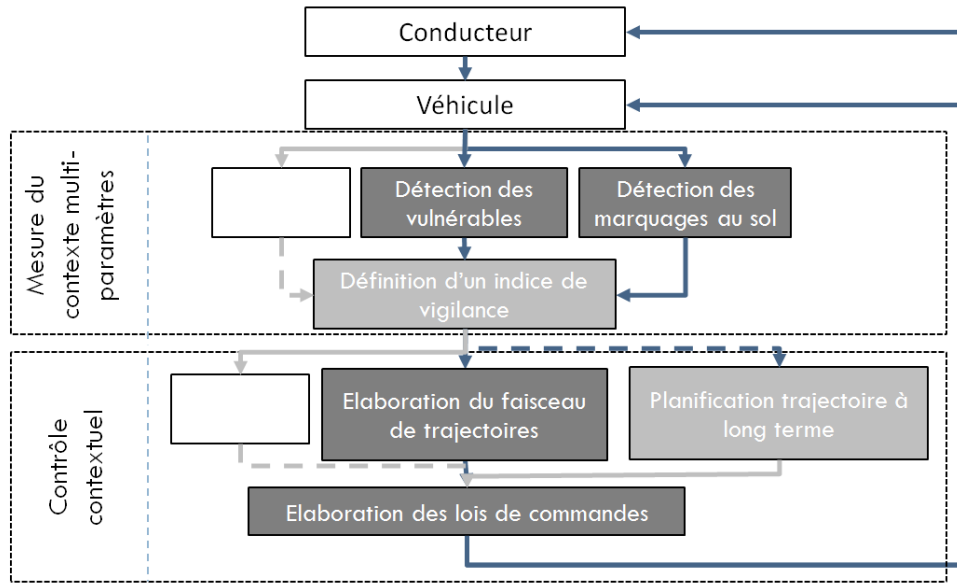 Conducteur
Véhicule
Mesure du
contexte multi-
paramètres
Détection des
vulnérables
Détection des
marquages au sol
Définition d'un indice de
vigilance
Contrôle
contextuel
Elaboration du faisceau
de trajectoires
Planification trajectoire à
long terme
Elaboration des lois de commandes